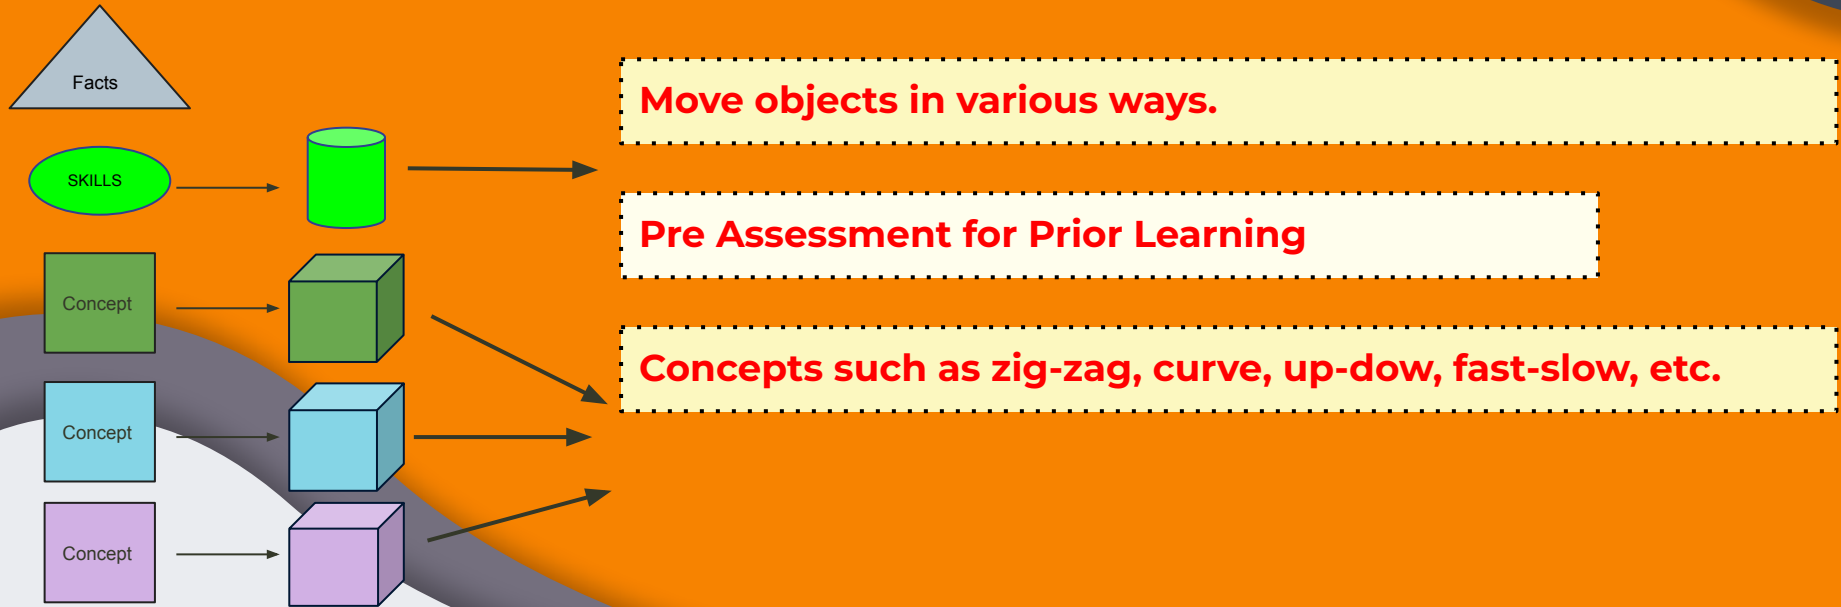 Facts
Move objects in various ways.
SKILLS
Pre Assessment for Prior Learning
Concept
Concepts such as zig-zag, curve, up-dow, fast-slow, etc.
Concept
Concept